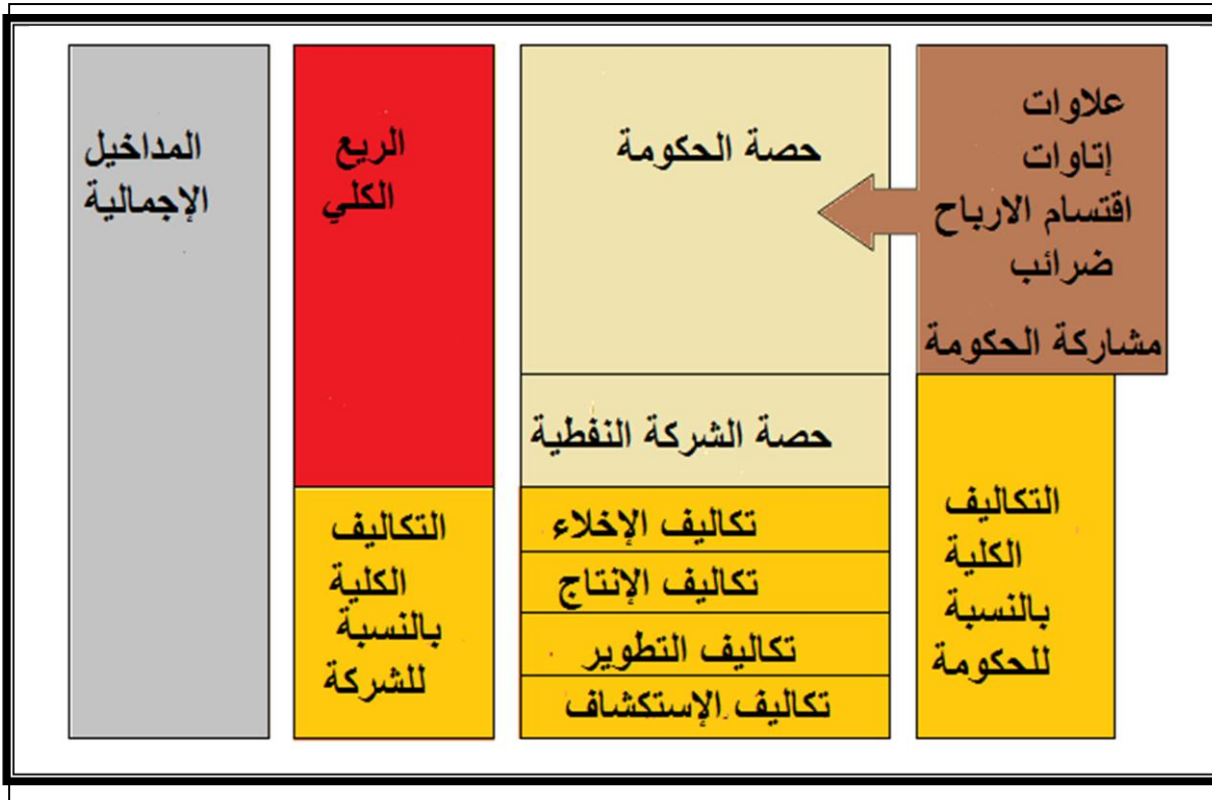 علاوات
إتاوات
اقتسام الارباح
ضرائب
مشاركة الحكومة
التكاليف
الكلية
بالنسبة
للحكومة
حصة الحكومة
حصة الشركة النفطية
تكاليف الإخلاء
تكاليف الإنتاج
تكاليف التطوير
تكاليف الإستكشاف
الريع
الكلي
التكاليف
الكلية
بالنسبة
للشركة
المداخيل
الإجمالية